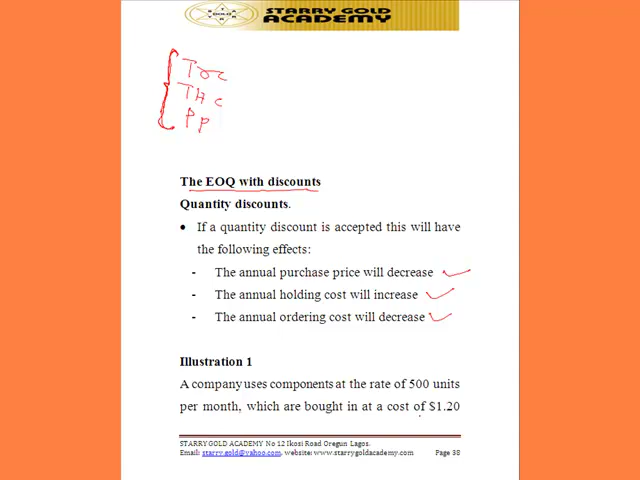 STARRY GOLD
ACADEMY
TOC
THC
PP
The EOQ with discounts
Quantity discounts.
• If a quantity discount is accepted this will have
the following effects:
- The annual purchase price will decrease
- The annual holding cost will increase
- The annual ordering cost will decrease
Illustration 1
A company uses components at the rate of 500 units
per month, which are bought in at a cost of $1.20
STARRY GOLD ACADEMY No 12 Ikosi Road Oregun Lagos.
Email: starry.gold@yahoo.com, website: www.starrygoldacademy.com Page 38